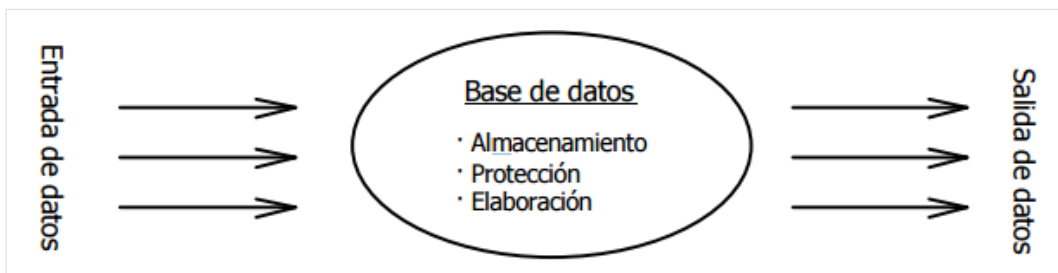 Entrada de datos
Base de datos
· Almacenamiento
· Protección
· Elaboración
Salida de datos